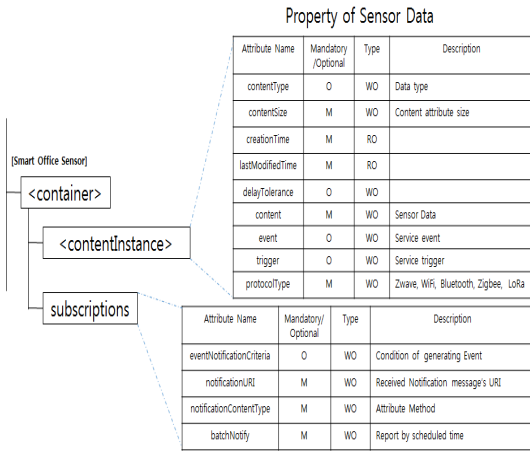 Property of Sensor Data
Attribute Name Mandatory /Optional Type Description
contentType O WO Data type
contentSize M WO Content attribute size
creationTime M RO
lastModifiedTime M RO
delayTolerance O WO
content M WO Sensor Data
event O WO Service event
trigger O WO Service trigger
protocolType M WO Zwave, WiFi, Bluetooth, Zigbee, LoRa
[Smart Office Sensor]
<container>
<contentInstance>
subscriptions
Attribute Name Mandatory/ Optional Type Description
eventNotificationCriteria O WO Condition of generating Event
notificationURI M WO Received Notification message's URI
notificationContentType M WO Attribute Method
batchNotify M WO Report by scheduled time